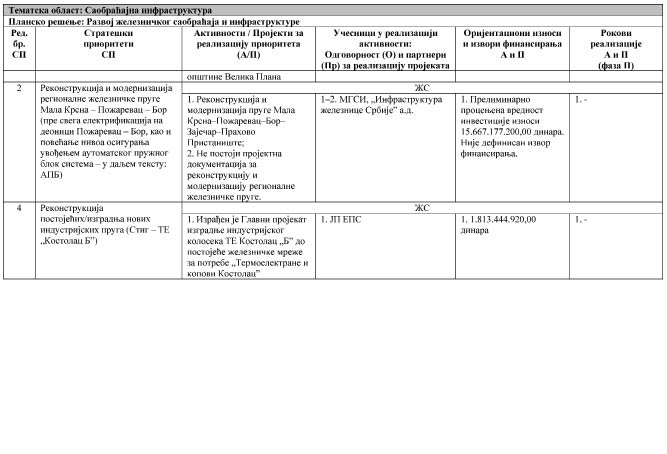 Тематска област: Саобраћајна инфраструктура
Планско решење: Развој железничког саобраћаја и инфраструктуре
Ред. бр. СП
Стратешки приоритети СП
Активности / Пројекти за реализацију приоритета (А/П)
Учесници у реализацији активности: Одговорност (О) и партнери (Пр) за реализацију пројеката
Оријентациони износи и извори финансирања А и П
Рокови реализације А и П (фаза П)
општине Велика Плана
2
Реконструкција и модернизација
регионалне железничке пруге
Мала Крсна – Пожаревац – Бор
(пре свега електрификација на
деоници Пожаревац – Бор, као и
повећање нивоа осигурања
увођењем аутоматског пружног
блок система – у даљем тексту:
АПБ)
ЖС
1. Реконструкција и
модернизација пруге Мала
Крсна–Пожаревац–Бор–
Зајечар–Прахово
Пристаниште;
2. Не постоји пројектна
документација за
реконструкцију и
модернизацију регионалне
железничке пруге.
1–2. МГСИ, „Инфраструктура
железнице Србије” а.д.
1. Прелиминарно
процењена вредност
инвестиције износи
15.667.177.200,00 динара.
Није дефинисан извор
финансирања.
1. -
4
Реконструкција
постојећих/изградња нових
индустријских пруга (Стиг – ТЕ
„Костолац Б”)
ЖС
1. Израђен је Главни пројекат
изградње индустријског
колосека ТЕ Костолац „Б” до
постојеће железничке мреже
за потребе „Термоелектране и
копови Костолац”
1. ЈП ЕПС
1. 1.813.444.920,00
динара
1. -